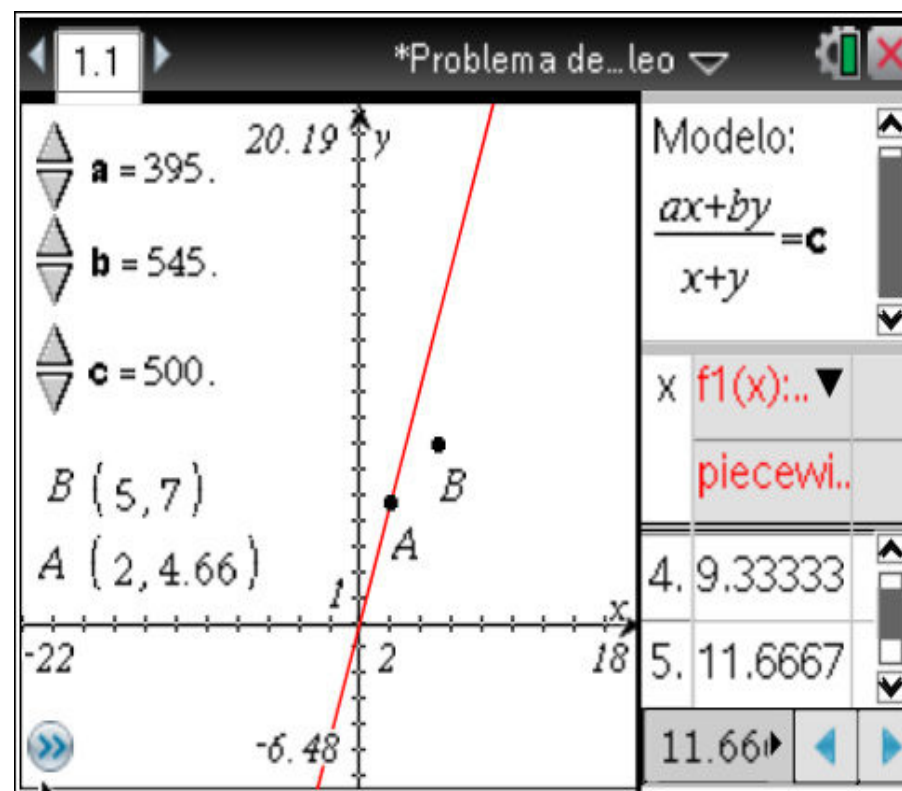 1.1
*Problema de…leo
a = 395.
b = 545.
c = 500.
B (5,7)
A (2,4.66)
20.19
y
B
A
1
x
-22
2
18
-6.48
Modelo:
ax+by
x+y
=c
x f1(x):.. ▼
piecewi..
4. 9.33333
5. 11.6667
11.66